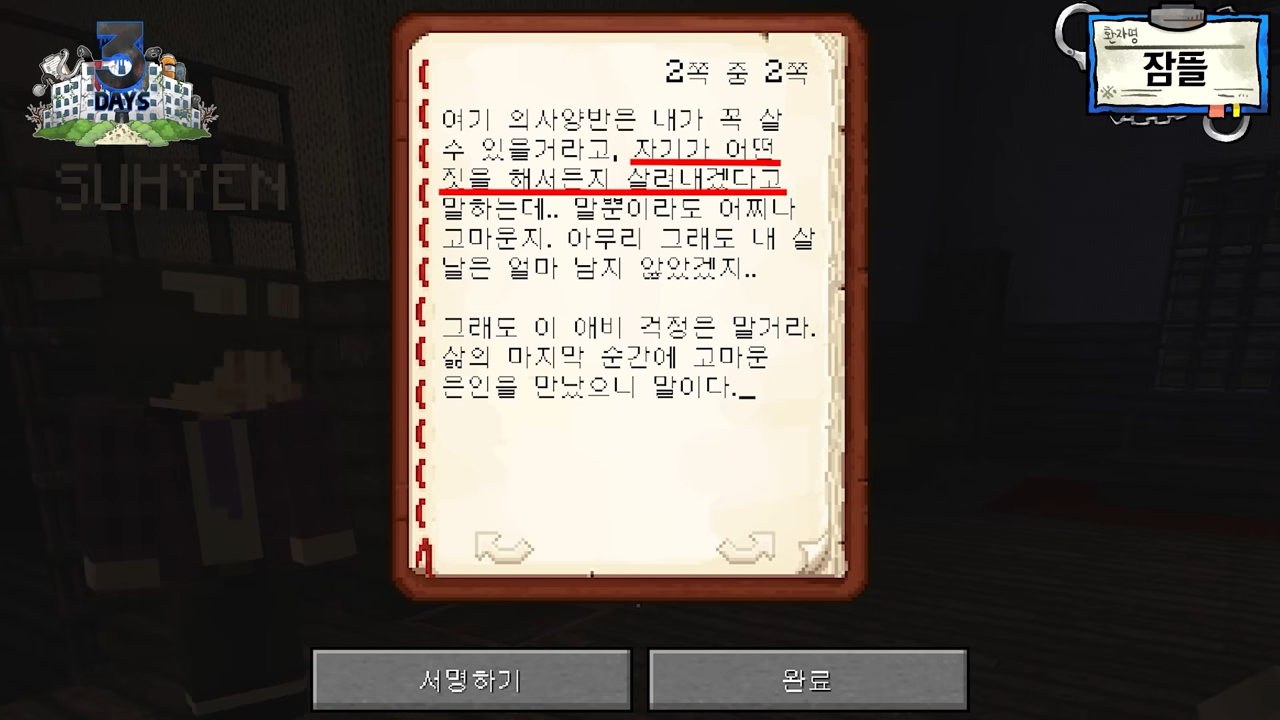 3
DAYS
환자명
잠뜰
SUHYEN
2쪽 중 2쪽
여기 의사양반은 내가 꼭 살
수 있을거라고, 자기가 어떤
짓을 해서든지 살려내겠다고
말하는데.. 말뿐이라도 어찌나
고마운지. 아무리 그래도 내 살
날은 얼마 남지 않았겠지..
그래도 이 애비 걱정은 말거라.
삶의 마지막 순간에 고마운
은인을 만났으니 말이다._
서명하기
완료